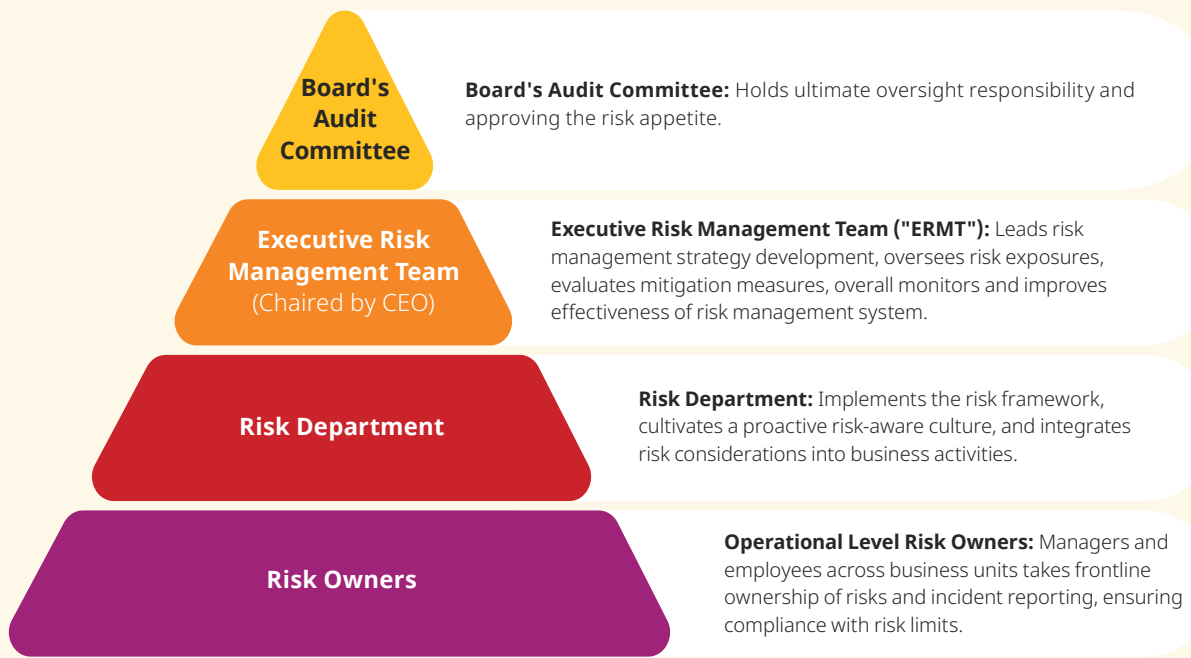 Board's
Audit
Committee
Board's Audit Committee: Holds ultimate oversight responsibility and
approving the risk appetite.
Executive Risk
Management Team
(Chaired by CEO)
Executive Risk Management Team ("ERMT"): Leads risk
management strategy development, oversees risk exposures,
evaluates mitigation measures, overall monitors and improves
effectiveness of risk management system.
Risk Department
Risk Department: Implements the risk framework,
cultivates a proactive risk-aware culture, and integrates
risk considerations into business activities.
Risk Owners
Operational Level Risk Owners: Managers and
employees across business units takes frontline
ownership of risks and incident reporting, ensuring
compliance with risk limits.